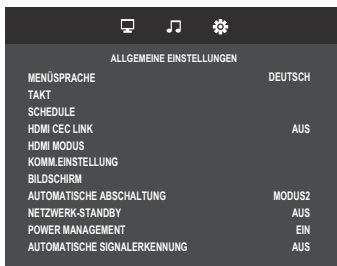 ALLGEMEINE EINSTELLUNGEN
MENÜSPRACHE DEUTSCH
TAKT
SCHEDULE
HDMI CEC LINK AUS
HDMI MODUS
KOMM.EINSTELLUNG
BILDSCHIRM
AUTOMATISCHE ABSCHALTUNG MODUS2
NETZWERK-STANDBY AUS
POWER MANAGEMENT EIN
AUTOMATISCHE SIGNALERKENNUNG AUS